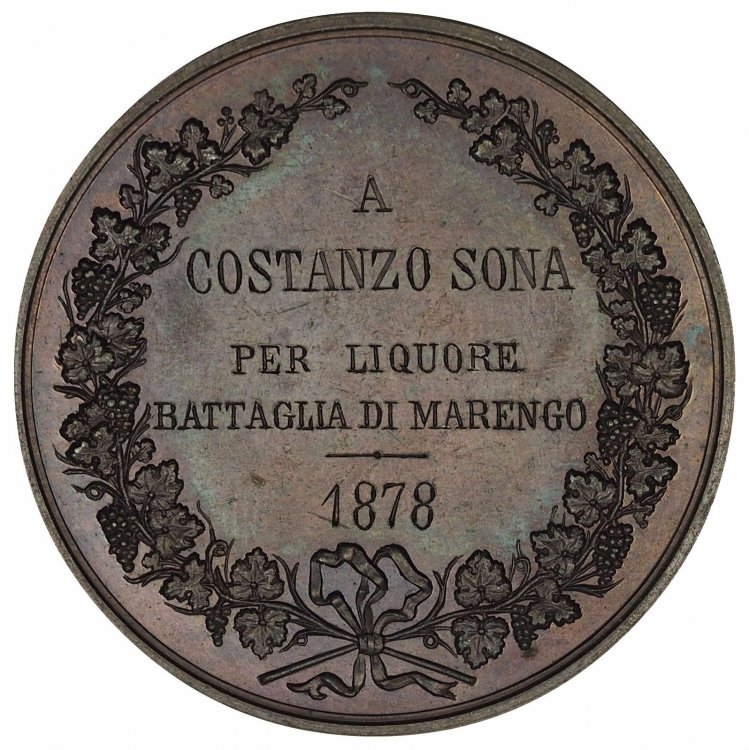 A
COSTANZO SONA
PER LIQUORE
BATTAGLIA DI MARENGO
1878